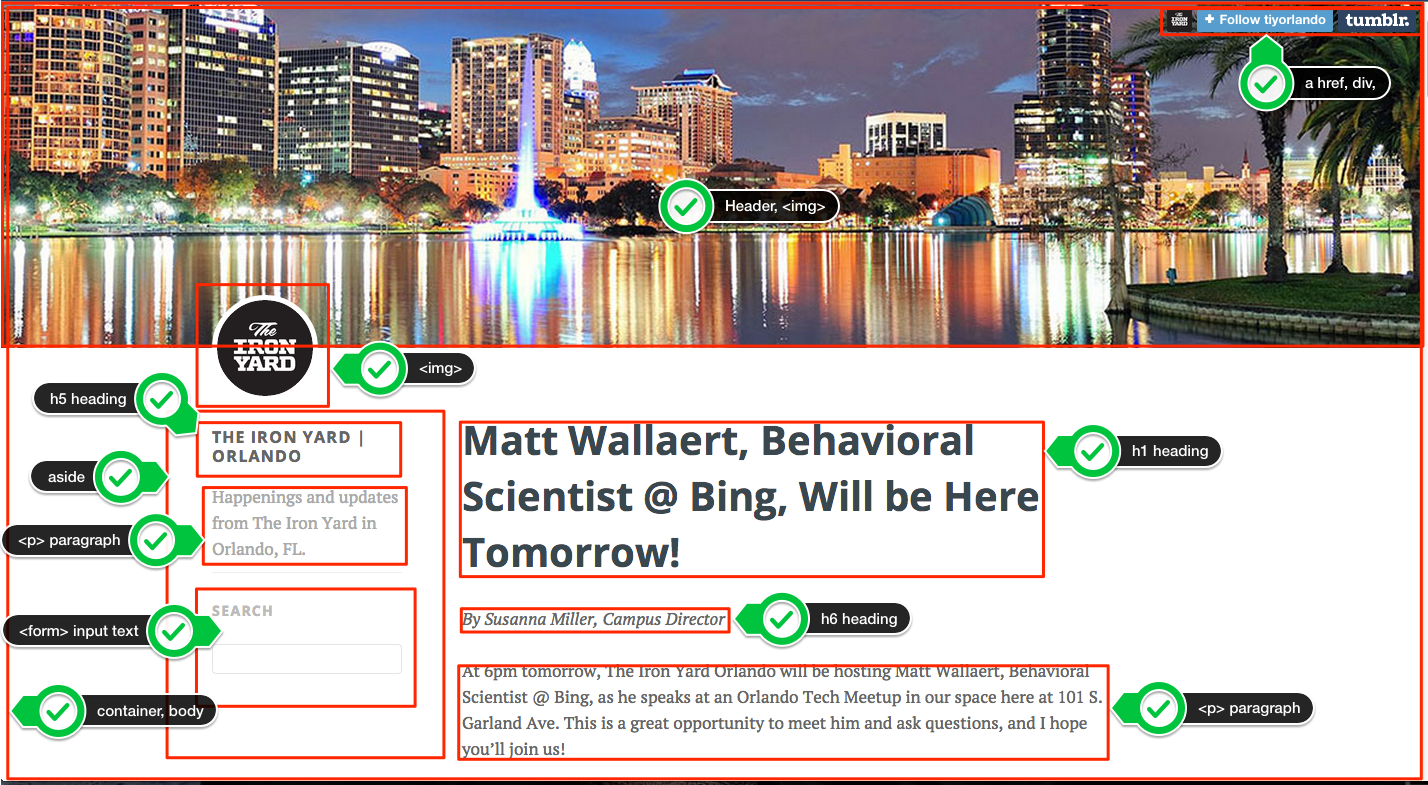 The
IRON
YARD
+ Follow tiyorlando
tumblr.
a href, div,
Header, <img>
The
IRON
YARD
<img>
h5 heading
THE IRON YARD |
ORLANDO
aside
Happenings and updates
from The Iron Yard in
Orlando, FL.
<p> paragraph
SEARCH
<form> input text
container, body
Matt Wallaert, Behavioral
Scientist @ Bing, Will be Here
Tomorrow!
h1 heading
By Susanna Miller, Campus Director
h6 heading
At 6pm tomorrow, The Iron Yard Orlando will be hosting Matt Wallaert, Behavioral
Scientist @ Bing, as he speaks at an Orlando Tech Meetup in our space here at 101 S.
Garland Ave. This is a great opportunity to meet him and ask questions, and I hope
you’ll join us!
<p> paragraph